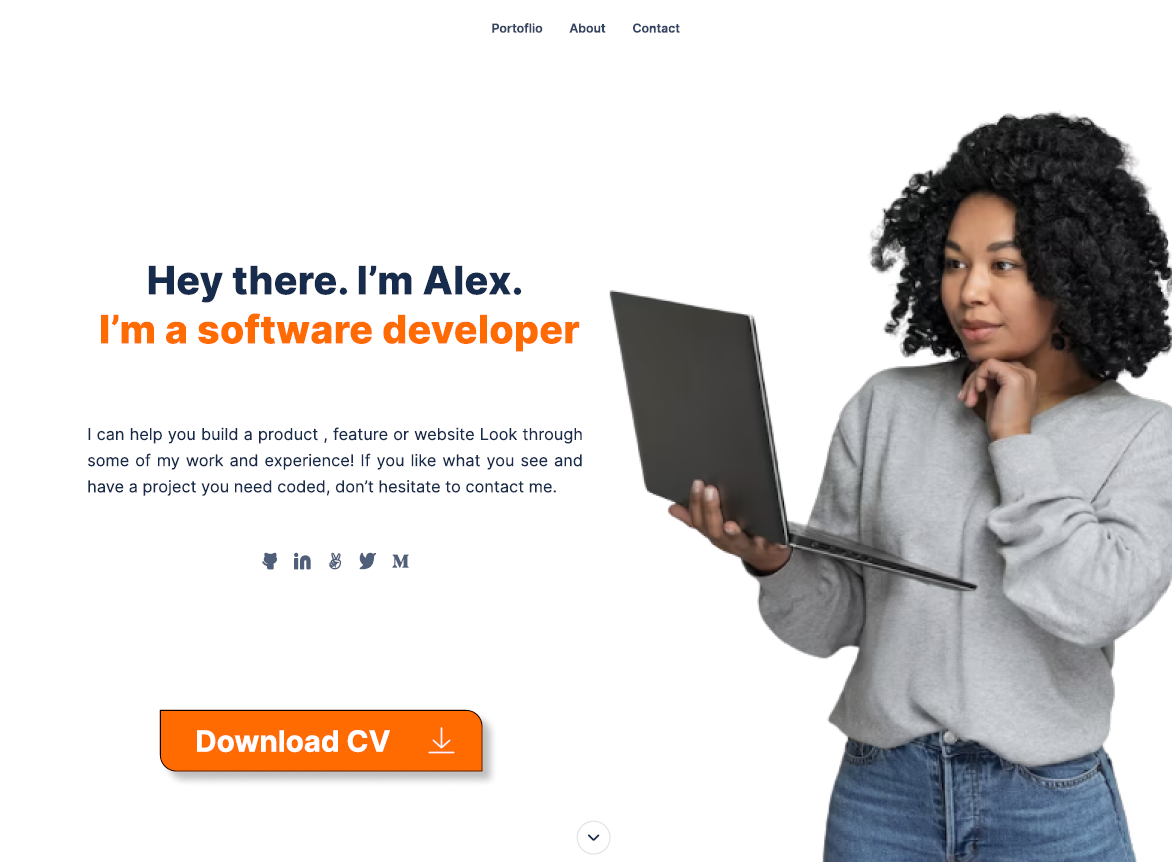 Portoflio About Contact
Hey there. I’m Alex.
I’m a software developer
I can help you build a product , feature or website Look through
some of my work and experience! If you like what you see and
have a project you need coded, don’t hesitate to contact me.
in M
Download CV